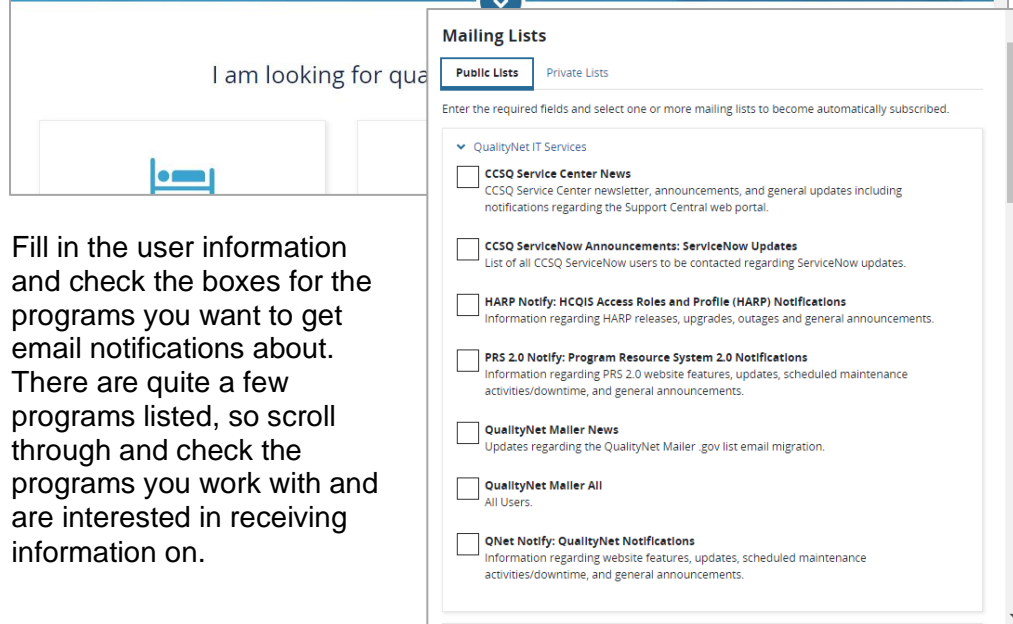 I am looking for qua
Fill in the user information
and check the boxes for the
programs you want to get
email notifications about.
There are quite a few
programs listed, so scroll
through and check the
programs you work with and
are interested in receiving
information on.
Mailing Lists
Public Lists Private Lists
Enter the required fields and select one or more mailing lists to become automatically subscribed.
QualityNet IT Services
CCSQ Service Center News
CCSQ Service Center newsletter, announcements, and general updates including
notifications regarding the Support Central web portal.
CCSQ ServiceNow Announcements: ServiceNow Updates
List of all CCSQ ServiceNow users to be contacted regarding ServiceNow updates.
HARP Notify: HCQIS Access Roles and Profile (HARP) Notifications
Information regarding HARP releases, upgrades, outages and general announcements.
PRS 2.0 Notify: Program Resource System 2.0 Notifications
Information regarding PRS 2.0 website features, updates, scheduled maintenance
activities/downtime, and general announcements.
QualityNet Mailer News
Updates regarding the QualityNet Mailer .gov list email migration.
QualityNet Mailer All
All Users.
QNet Notify: QualityNet Notifications
Information regarding website features, updates, scheduled maintenance
activities/downtime, and general announcements.